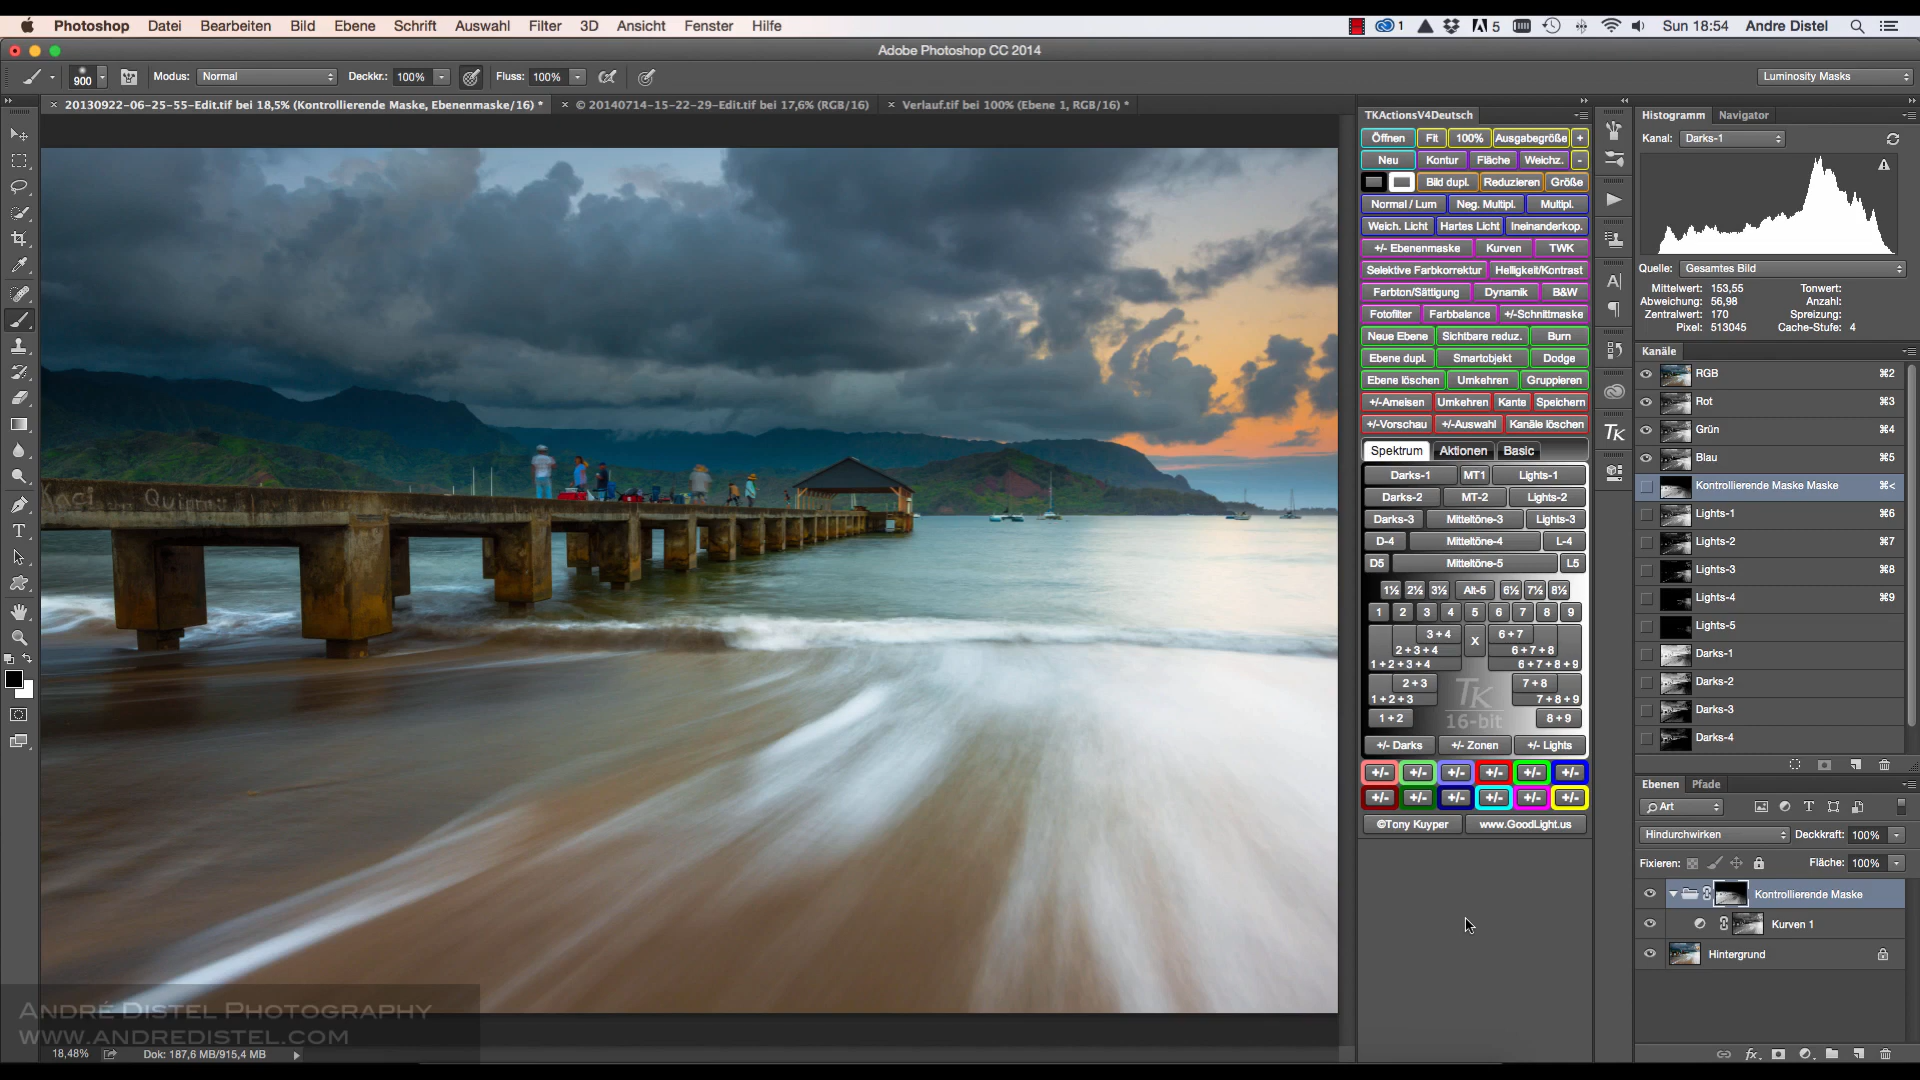 Photoshop Datei Bearbeiten Bild Ebene Schrift Auswahl Filter 3D Ansicht Fenster Hilfe 1 5 Sun 18:54 Andre Distel
Adobe Photoshop CC 2014
900 Modus: Normal Deckkr.: 100% Fluss: 100% Luminosity Masks
20130922-06-25-55-Edit.tif bei 18,5% (Kontrollierende Maske, Ebenenmaske/16) * © 20140714-15-22-29-Edit.tif bei 17,6% (RGB/16) Verlauf.tif bei 100% (Ebene 1, RGB/16) *
TKActionsV4Deutsch
Öffnen Fit 100% Ausgabegröße +
Neu Kontur Fläche Weichz. -
Bild dupl. Reduzieren Größe
Normal / Lum Neg. Multipl. Multipl.
Weich. Licht Hartes Licht Ineinanderkop.
+/- Ebenenmaske Kurven TWK
Selektive Farbkorrektur Helligkeit/Kontrast
Farbton/Sättigung Dynamik B&W
Fotofilter Farbbalance +/-Schnittmaske
Neue Ebene Sichtbare reduz. Burn
Ebene dupl. Smartobjekt Dodge
Ebene löschen Umkehren Gruppieren
+/-Ameisen Umkehren Kante Speichern
+/-Vorschau +/-Auswahl Kanäle löschen
Spektrum Aktionen Basic
Darks-1 MT1 Lights-1
Darks-2 MT-2 Lights-2
Darks-3 Mitteltöne-3 Lights-3
D-4 Mitteltöne-4 L-4
D5 Mitteltöne-5 L5
1½ 2½ 3½ Alt-5 6½ 7½ 8½
1 2 3 4 5 6 7 8 9
3+4 X 6+7
2+3+4 6+7+8
1+2+3+4 6+7+8+9
2+3 TK 7+8
1+2+3 7+8+9
1+2 16-bit 8+9
+/- Darks +/- Zonen +/- Lights
+/- +/- +/- +/- +/- +/-
+/- +/- +/- +/- +/- +/-
©Tony Kuyper www.GoodLight.us
TK
Histogramm Navigator
Kanal: Darks-1
Quelle: Gesamtes Bild
Mittelwert: 153,55 Tonwert:
Abweichung: 56,98 Anzahl:
Zentralwert: 170 Spreizung:
Pixel: 513045 Cache-Stufe: 4
Kanäle
RGB ⌘2
Rot ⌘3
Grün ⌘4
Blau ⌘5
Kontrollierende Maske Maske ⌘<
Lights-1 ⌘6
Lights-2 ⌘7
Lights-3 ⌘8
Lights-4 ⌘9
Lights-5
Darks-1
Darks-2
Darks-3
Darks-4
Ebenen Pfade
Art
Hindurchwirken Deckkraft: 100%
Fixieren: Fläche: 100%
Kontrollierende Maske
Kurven 1
Hintergrund
André Distel Photography
www.andredistel.com
18,48% Dok: 187,6 MB/915,4 MB